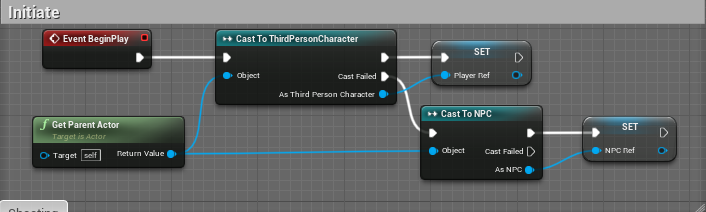 Initiate
Event BeginPlay
Cast To ThirdPersonCharacter
Object
Cast Failed
As Third Person Character
SET
Player Ref
Get Parent Actor
Target is Actor
Target self
Return Value
Cast To NPC
Object
Cast Failed
As NPC
SET
NPC Ref